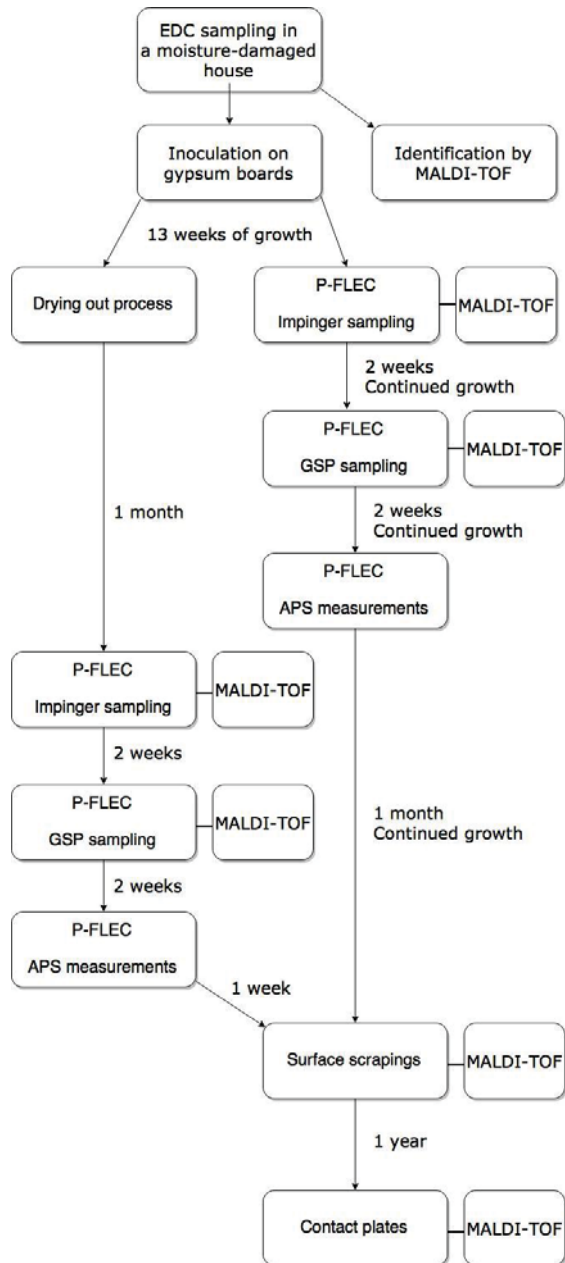 EDC sampling in
a moisture-damaged
house
Inoculation on
gypsum boards
Identification by
MALDI-TOF
13 weeks of growth
Drying out process
P-FLEC
Impinger sampling
MALDI-TOF
2 weeks
Continued growth
P-FLEC
GSP sampling
MALDI-TOF
1 month
2 weeks
Continued growth
P-FLEC
APS measurements
P-FLEC
Impinger sampling
MALDI-TOF
2 weeks
P-FLEC
GSP sampling
MALDI-TOF
1 month
Continued growth
2 weeks
P-FLEC
APS measurements
1 week
Surface scrapings
MALDI-TOF
1 year
Contact plates
MALDI-TOF